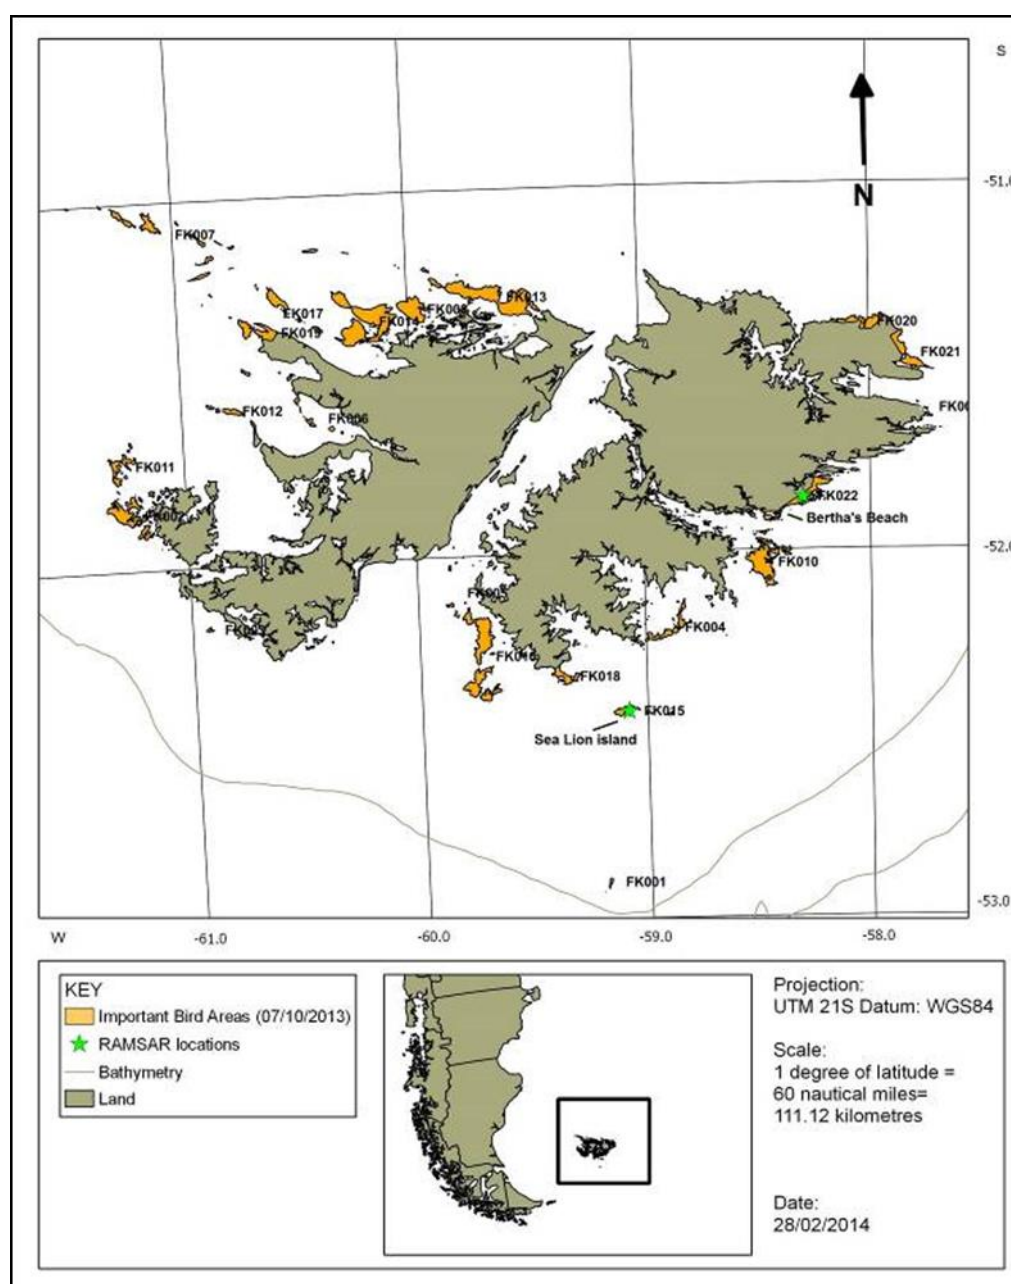 S
-51.0
N
FK007
FK017
FK013
FK014
FK019
FK020
FK021
FK012
FK006
FK011
FK022
Bertha's Beach
-52.0
FK010
FK004
FK018
FK015
Sea Lion island
FK001
-53.0
W
-61.0
-60.0
-59.0
-58.0
KEY
Important Bird Areas (07/10/2013)
RAMSAR locations
Bathymetry
Land
Projection:
UTM 21S Datum: WGS84
Scale:
1 degree of latitude =
60 nautical miles=
111.12 kilometres
Date:
28/02/2014